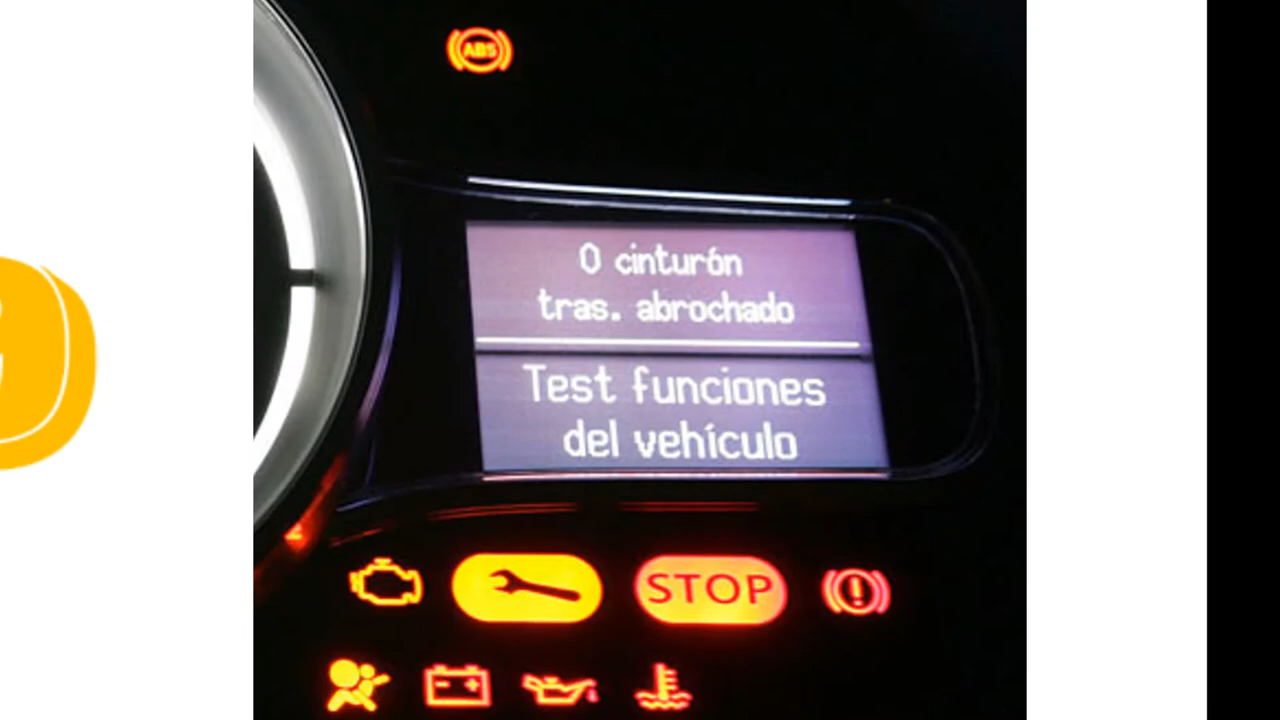 ABS
0 cinturón
tras. abrochado
Test funciones
del vehículo
STOP